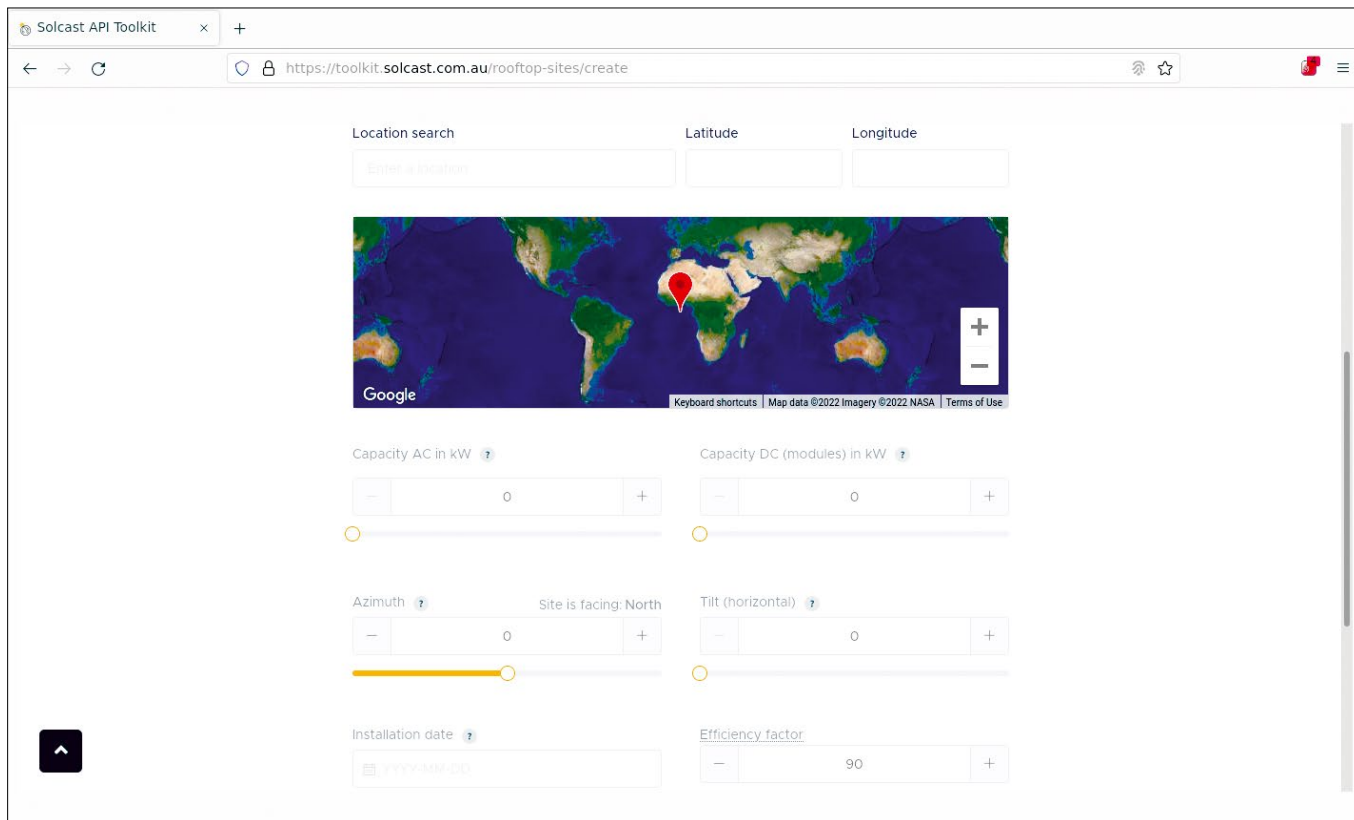 Solcast API Toolkit
https://toolkit.solcast.com.au/rooftop-sites/create
Location search Latitude Longitude
Enter a location
Google
Keyboard shortcuts Map data ©2022 Imagery ©2022 NASA Terms of Use
Capacity AC in kW ? Capacity DC (modules) in kW ?
− 0 + − 0 +
Azimuth ? Site is facing: North Tilt (horizontal) ?
− 0 + − 0 +
Installation date ? Efficiency factor
YYYY-MM-DD − 90 +